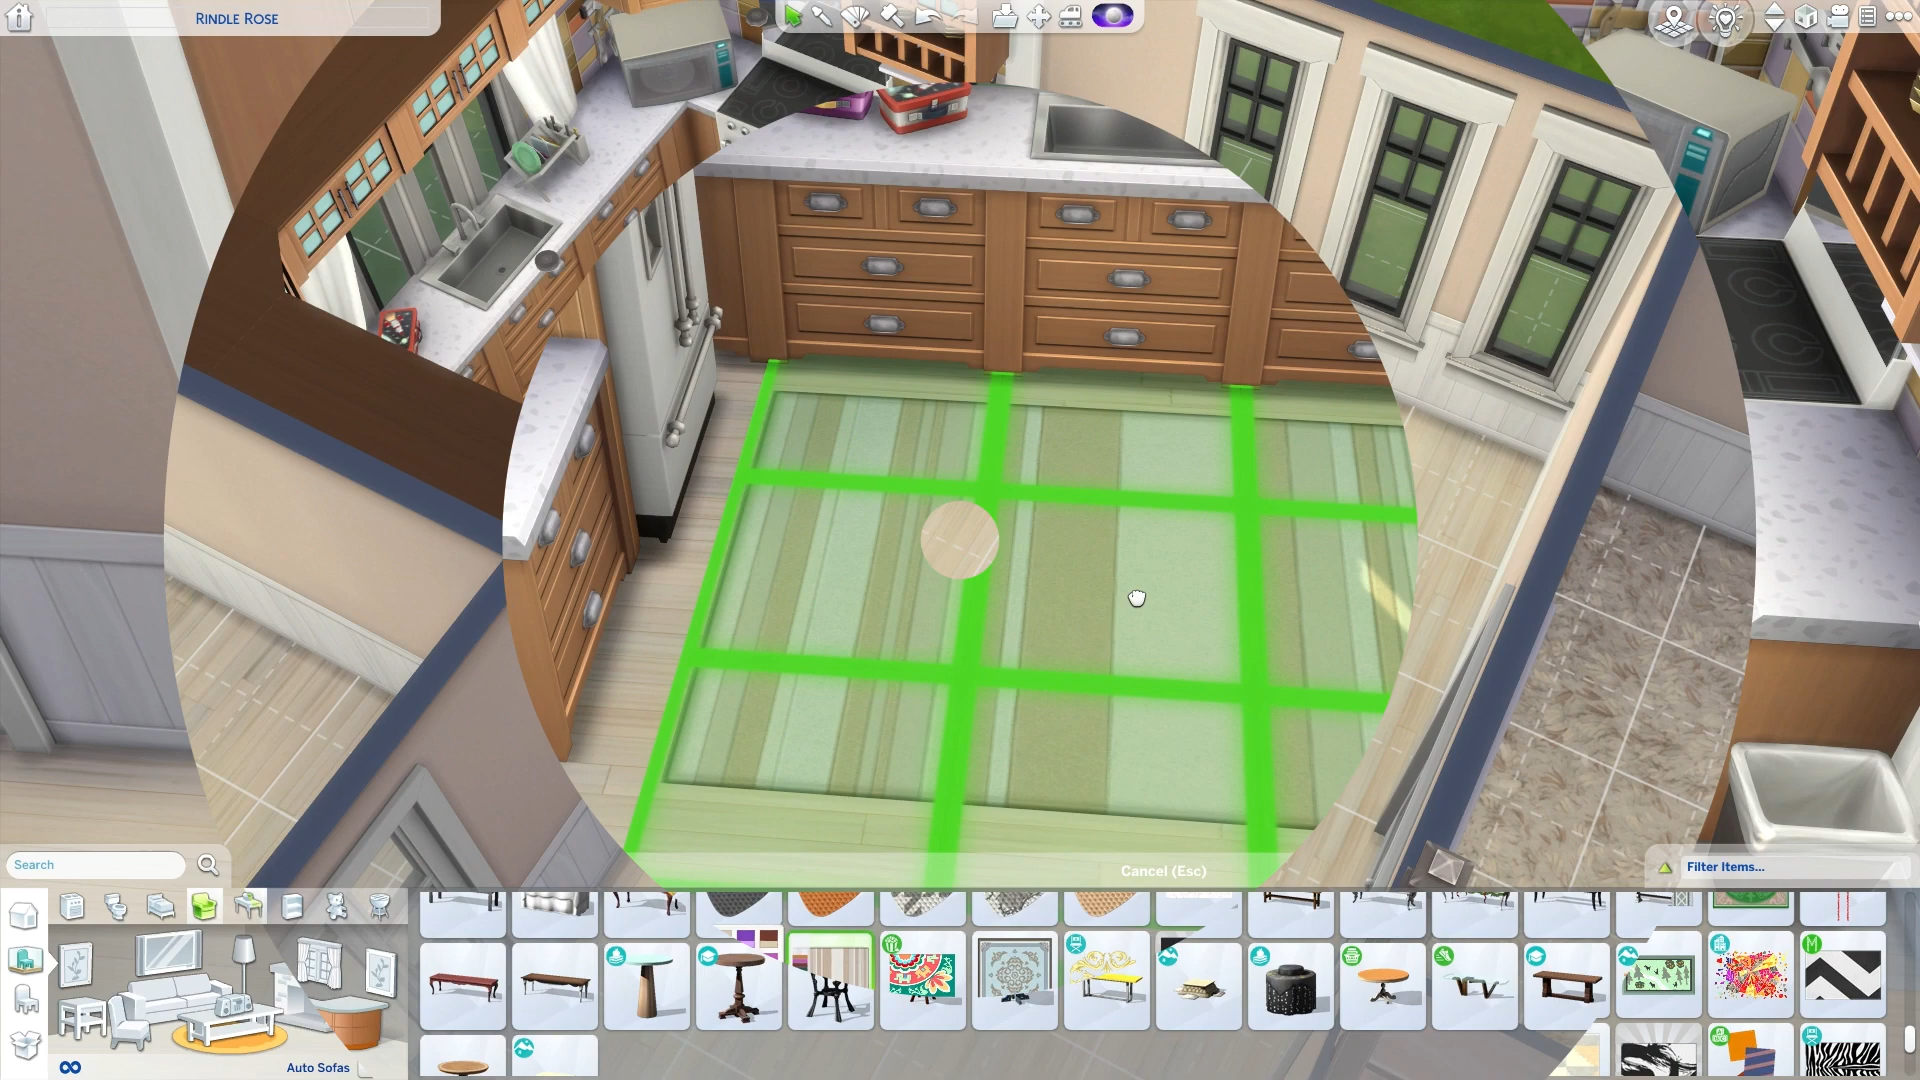 Rindle Rose
Cancel (Esc)
Search
Filter Items...
Auto Sofas